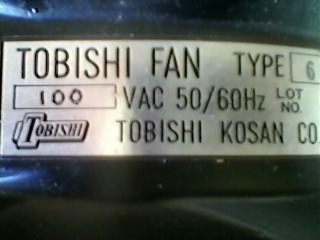 TOBISHI FAN TYPE 6
100 VAC 50/60Hz LOT NO.
TOBISHI TOBISHI KOSAN CO.